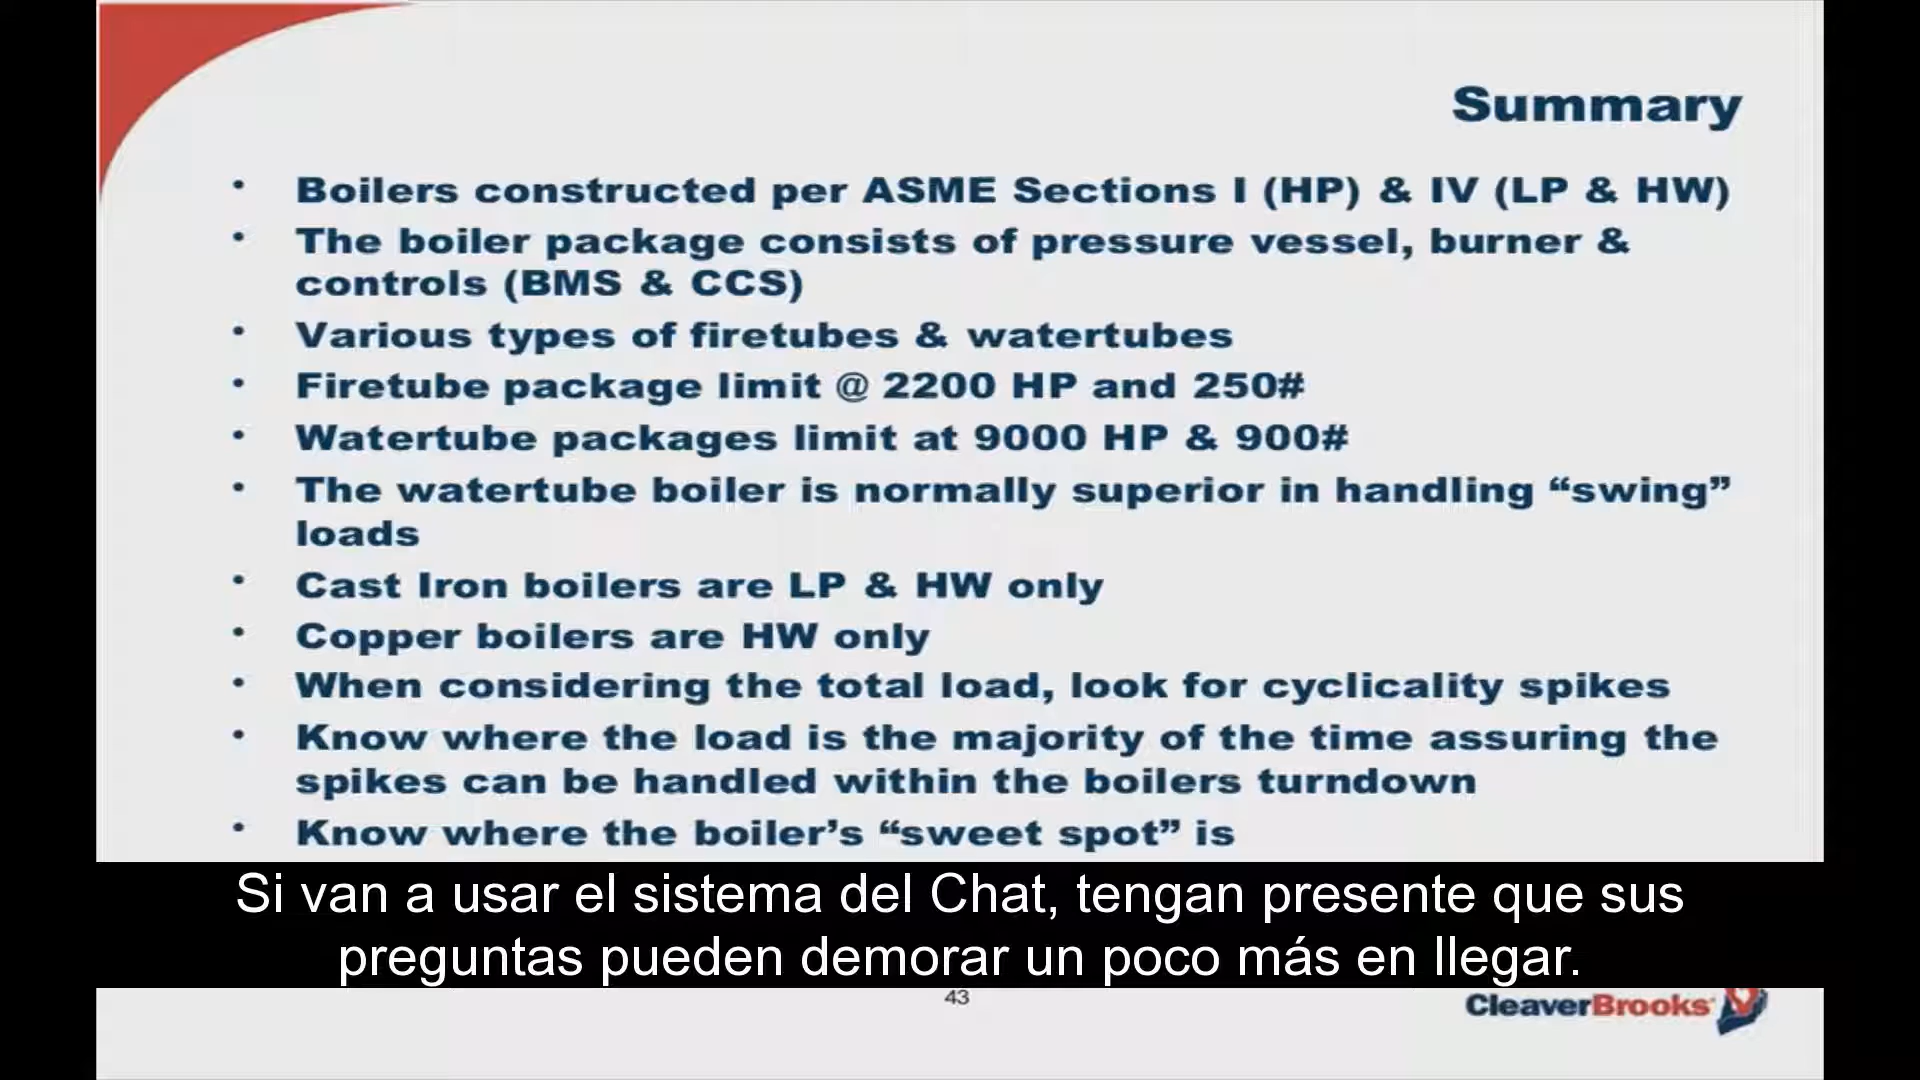 Summary
• Boilers constructed per ASME Sections I (HP) & IV (LP & HW)
• The boiler package consists of pressure vessel, burner &
controls (BMS & CCS)
• Various types of firetubes & watertubes
• Firetube package limit @ 2200 HP and 250#
• Watertube packages limit at 9000 HP & 900#
• The watertube boiler is normally superior in handling “swing”
loads
• Cast Iron boilers are LP & HW only
• Copper boilers are HW only
• When considering the total load, look for cyclicality spikes
• Know where the load is the majority of the time assuring the
spikes can be handled within the boilers turndown
• Know where the boiler’s “sweet spot” is
Si van a usar el sistema del Chat, tengan presente que sus
preguntas pueden demorar un poco más en llegar.
43
CleaverBrooks